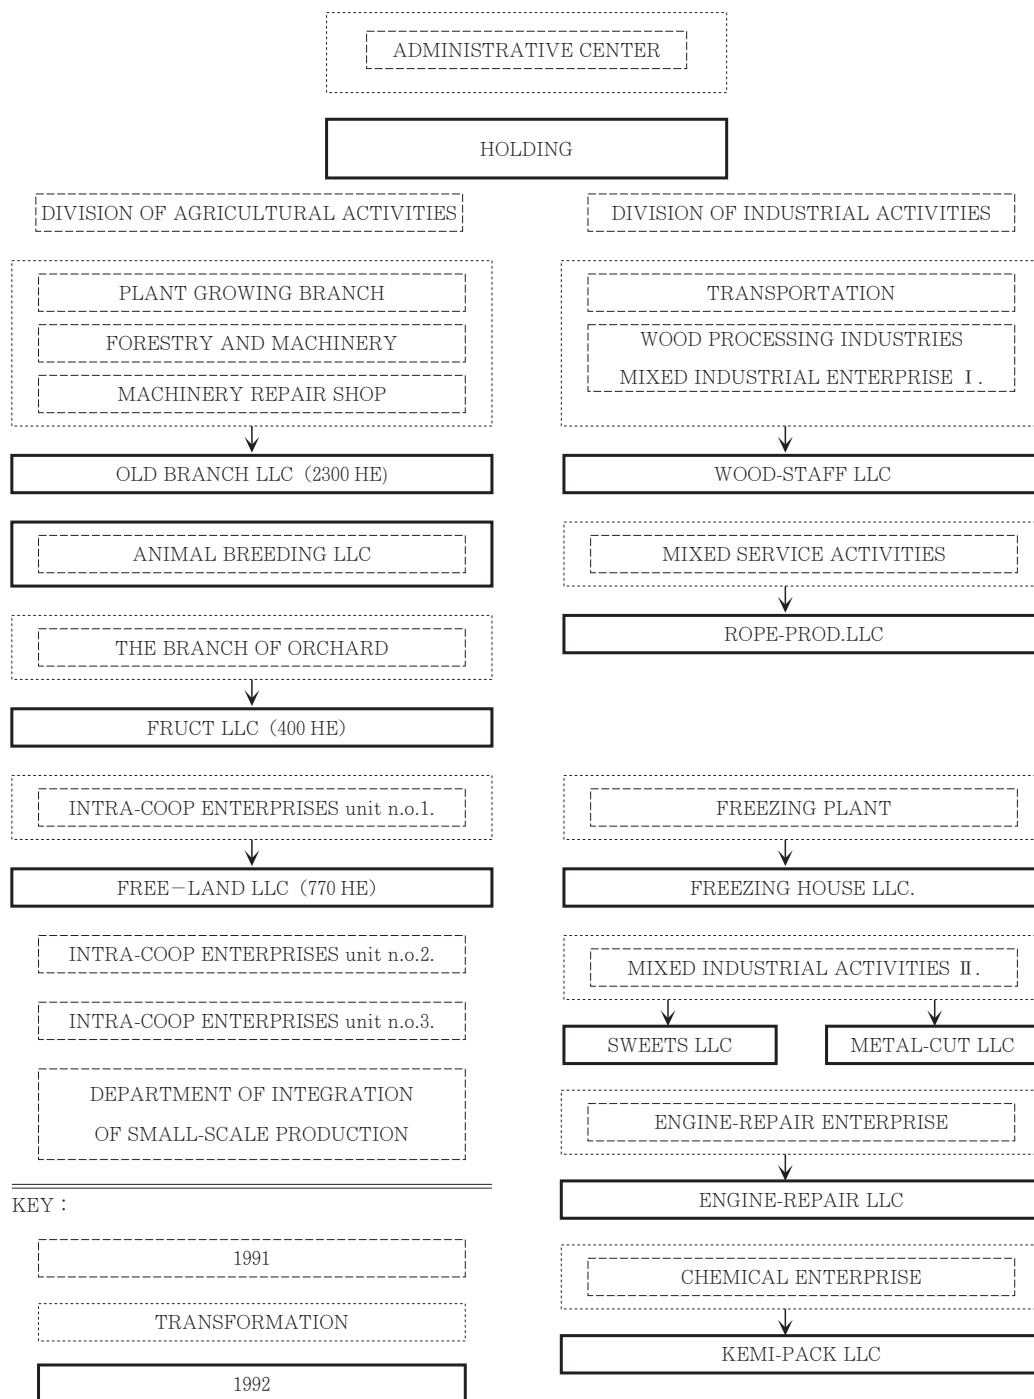 ADMINISTRATIVE CENTER
HOLDING
DIVISION OF AGRICULTURAL ACTIVITIES
PLANT GROWING BRANCH
FORESTRY AND MACHINERY
MACHINERY REPAIR SHOP
OLD BRANCH LLC (2300 HE)
ANIMAL BREEDING LLC
THE BRANCH OF ORCHARD
FRUCT LLC (400 HE)
INTRA-COOP ENTERPRISES unit n.o.1.
FREE－LAND LLC (770 HE)
INTRA-COOP ENTERPRISES unit n.o.2.
INTRA-COOP ENTERPRISES unit n.o.3.
DEPARTMENT OF INTEGRATION
OF SMALL-SCALE PRODUCTION
DIVISION OF INDUSTRIAL ACTIVITIES
TRANSPORTATION
WOOD PROCESSING INDUSTRIES
MIXED INDUSTRIAL ENTERPRISE Ⅰ.
WOOD-STAFF LLC
MIXED SERVICE ACTIVITIES
ROPE-PROD.LLC
FREEZING PLANT
FREEZING HOUSE LLC.
MIXED INDUSTRIAL ACTIVITIES Ⅱ.
SWEETS LLC
METAL-CUT LLC
ENGINE-REPAIR ENTERPRISE
ENGINE-REPAIR LLC
CHEMICAL ENTERPRISE
KEMI-PACK LLC
KEY：
1991
TRANSFORMATION
1992